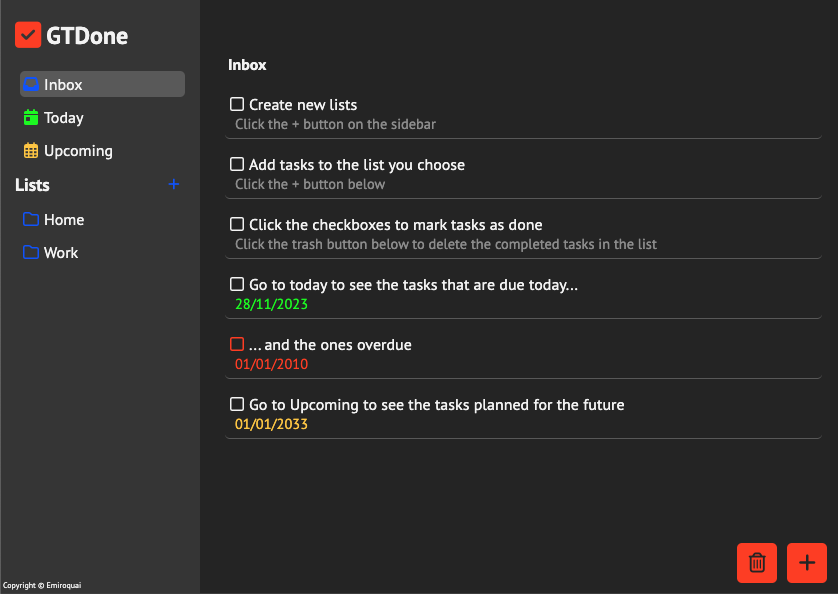 GTDone
Inbox
Today
Upcoming
Lists +
Home
Work
Copyright © Emiroquai
Inbox
Create new lists
Click the + button on the sidebar
Add tasks to the list you choose
Click the + button below
Click the checkboxes to mark tasks as done
Click the trash button below to delete the completed tasks in the list
Go to today to see the tasks that are due today...
28/11/2023
... and the ones overdue
01/01/2010
Go to Upcoming to see the tasks planned for the future
01/01/2033
+